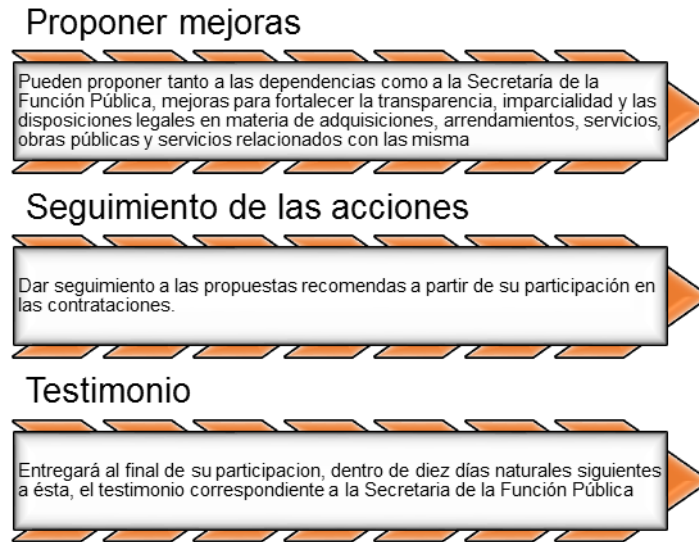 Proponer mejoras
Pueden proponer tanto a las dependencias como a la Secretaría de la
Función Pública, mejoras para fortalecer la transparencia, imparcialidad y las
disposiciones legales en materia de adquisiciones, arrendamientos, servicios,
obras públicas y servicios relacionados con las misma
Seguimiento de las acciones
Dar seguimiento a las propuestas recomendas a partir de su participación en
las contrataciones.
Testimonio
Entregará al final de su participacion, dentro de diez días naturales siguientes
a ésta, el testimonio correspondiente a la Secretaria de la Función Pública